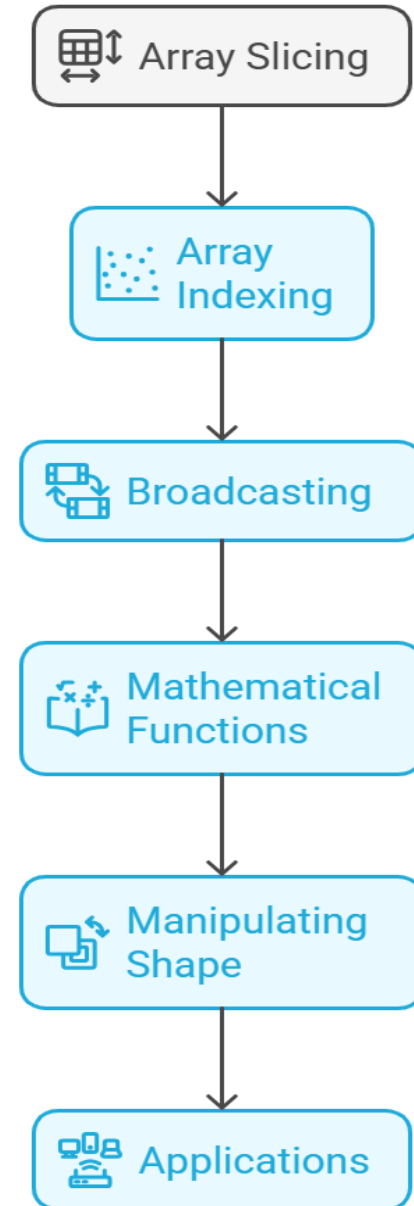 Array Slicing
Array
Indexing
Broadcasting
Mathematical
Functions
Manipulating
Shape
Applications